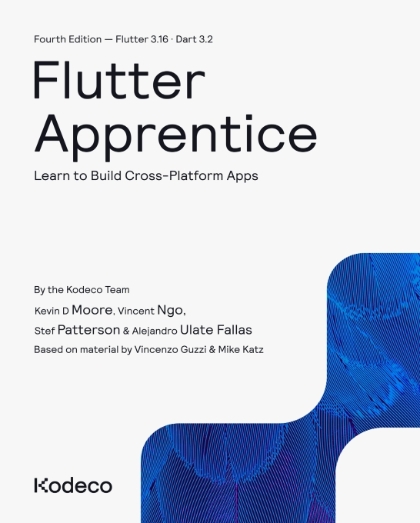 Fourth Edition — Flutter 3.16 · Dart 3.2
Flutter
Apprentice
Learn to Build Cross-Platform Apps
By the Kodeco Team
Kevin D Moore, Vincent Ngo,
Stef Patterson & Alejandro Ulate Fallas
Based on material by Vincenzo Guzzi & Mike Katz
Kodeco